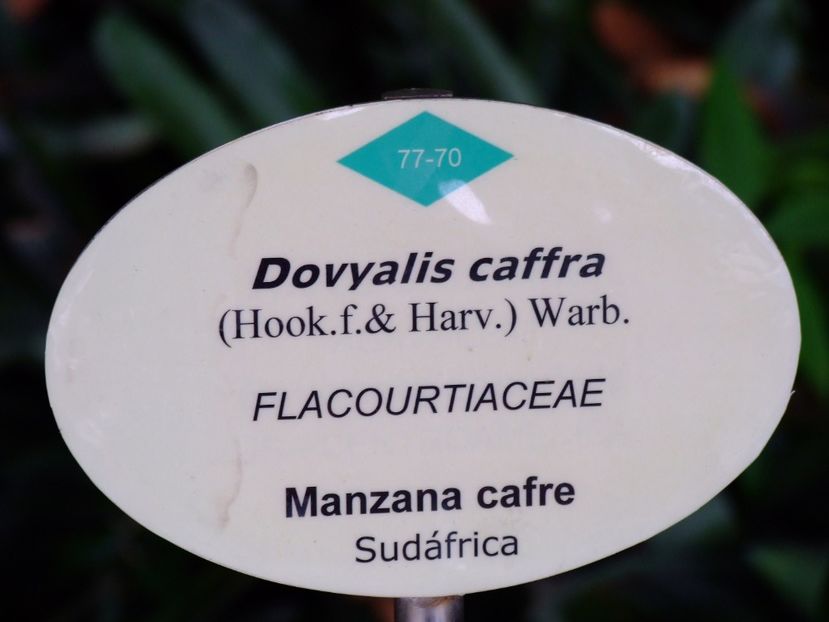 77-70
Dovyalis caffra
(Hook.f.& Harv.) Warb.
FLACOURTIACEAE
Manzana cafre
Sudáfrica